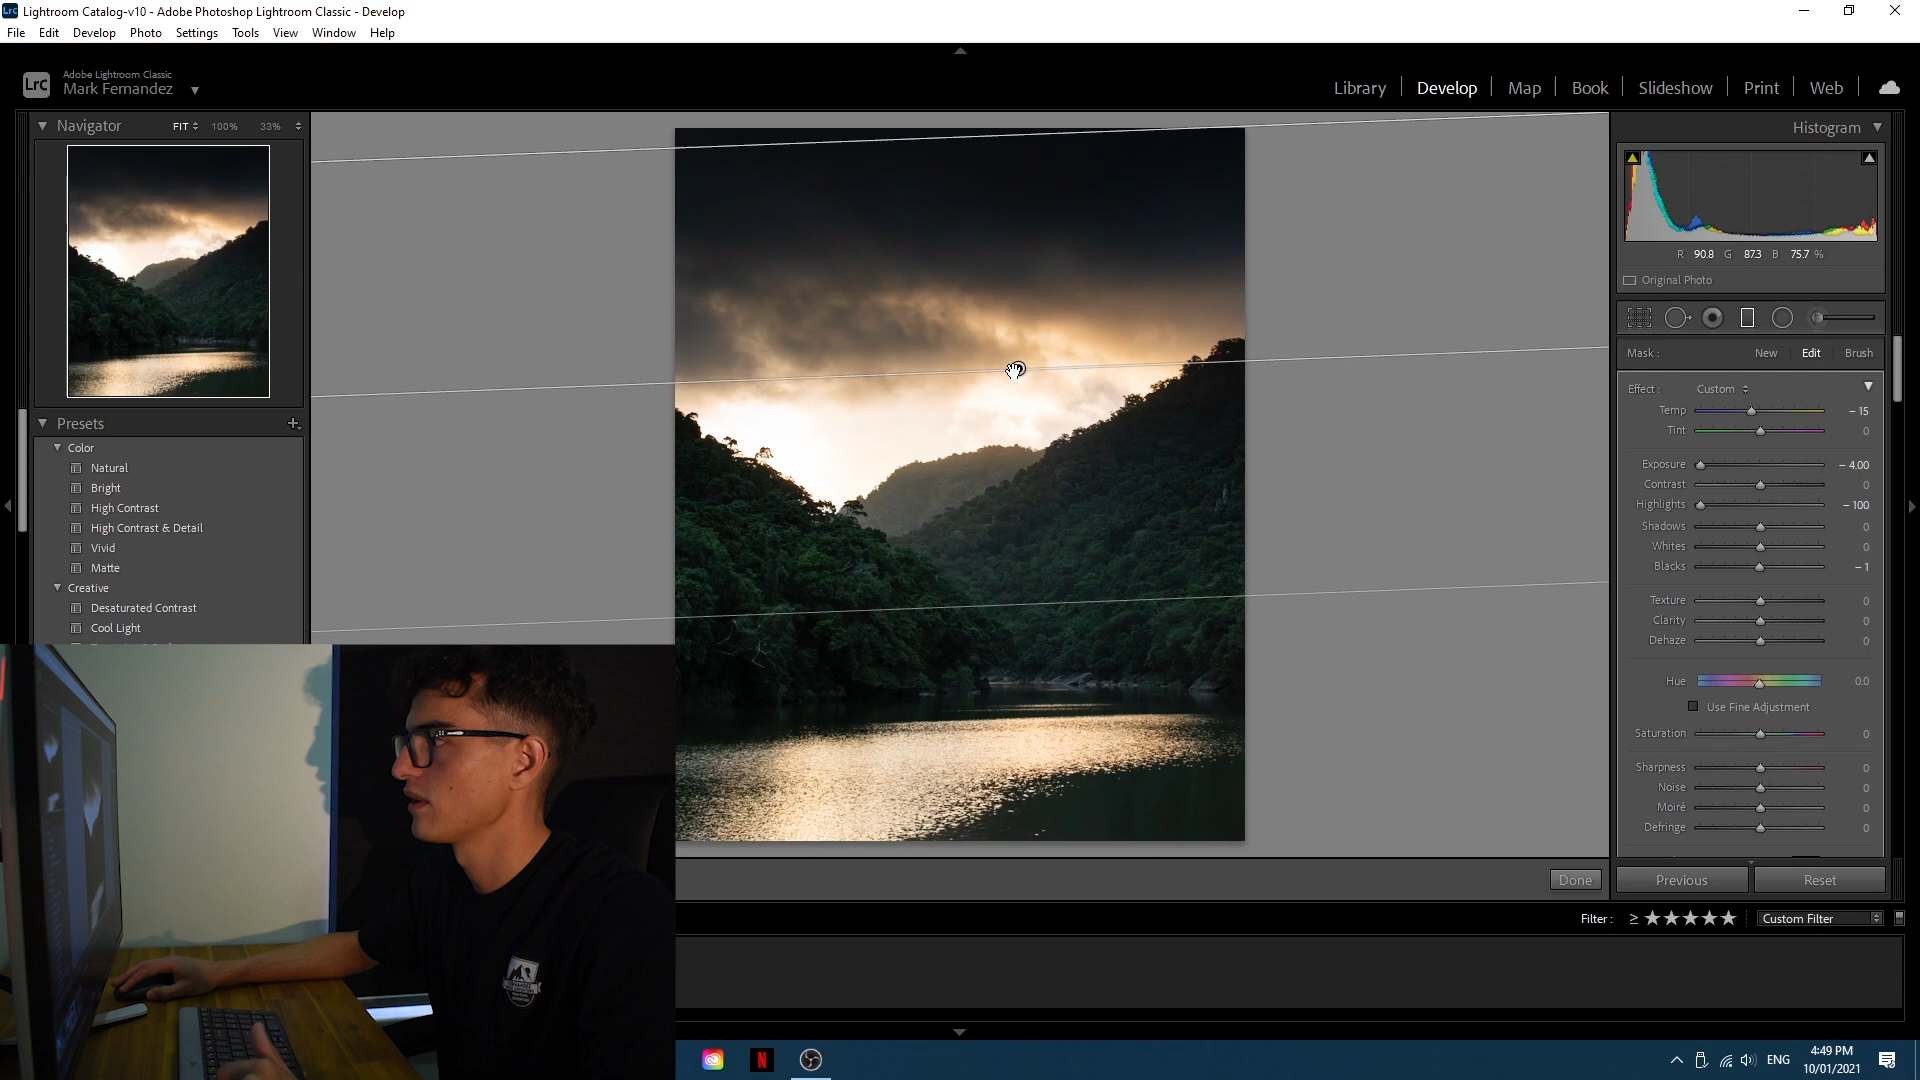 Lrc Lightroom Catalog-v10 - Adobe Photoshop Lightroom Classic - Develop
File Edit Develop Photo Settings Tools View Window Help
LrC
Adobe Lightroom Classic
Mark Fernandez
Library Develop Map Book Slideshow Print Web
Navigator FIT 100% 33%
Presets
Color
Natural
Bright
High Contrast
High Contrast & Detail
Vivid
Matte
Creative
Desaturated Contrast
Cool Light
Histogram
R 90.8 G 87.3 B 75.7 %
Original Photo
Mask : New Edit Brush
Effect : Custom
Temp - 15
Tint 0
Exposure - 4.00
Contrast 0
Highlights - 100
Shadows 0
Whites 0
Blacks - 1
Texture 0
Clarity 0
Dehaze 0
Hue 0.0
Use Fine Adjustment
Saturation 0
Sharpness 0
Noise 0
Moiré 0
Defringe 0
Done
Previous Reset
Filter : ≥ ★★★★★ Custom Filter
N
ENG
4:49 PM
10/01/2021